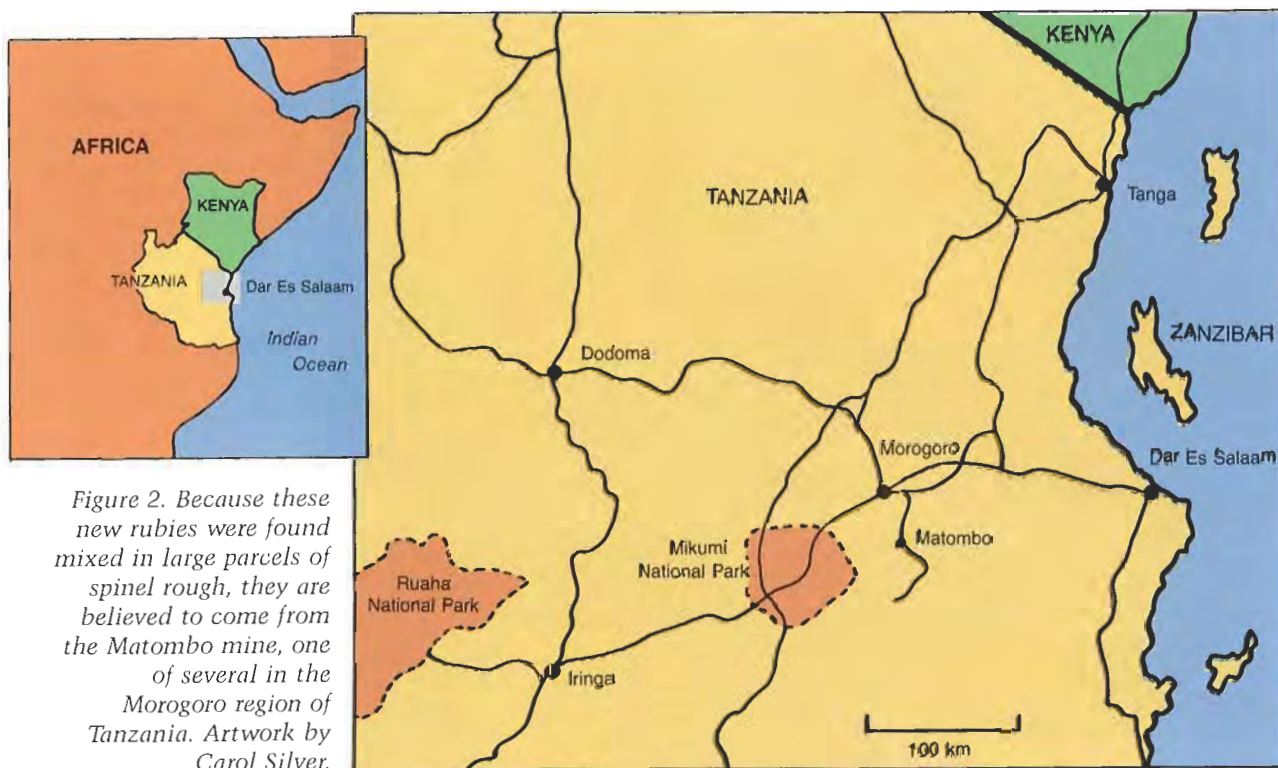 AFRICA
KENYA
TANZANIA
Dar Es Salaam
Indian
Ocean
Figure 2. Because these
new rubies were found
mixed in large parcels of
spinel rough, they are
believed to come from
the Matombo mine, one
of several in the
Morogoro region of
Tanzania. Artwork by
Carol Silver.
KENYA
TANZANIA
Tanga
ZANZIBAR
Dodoma
Morogoro
Dar Es Salaam
Matombo
Mikumi
National Park
Ruaha
National Park
Iringa
100 km